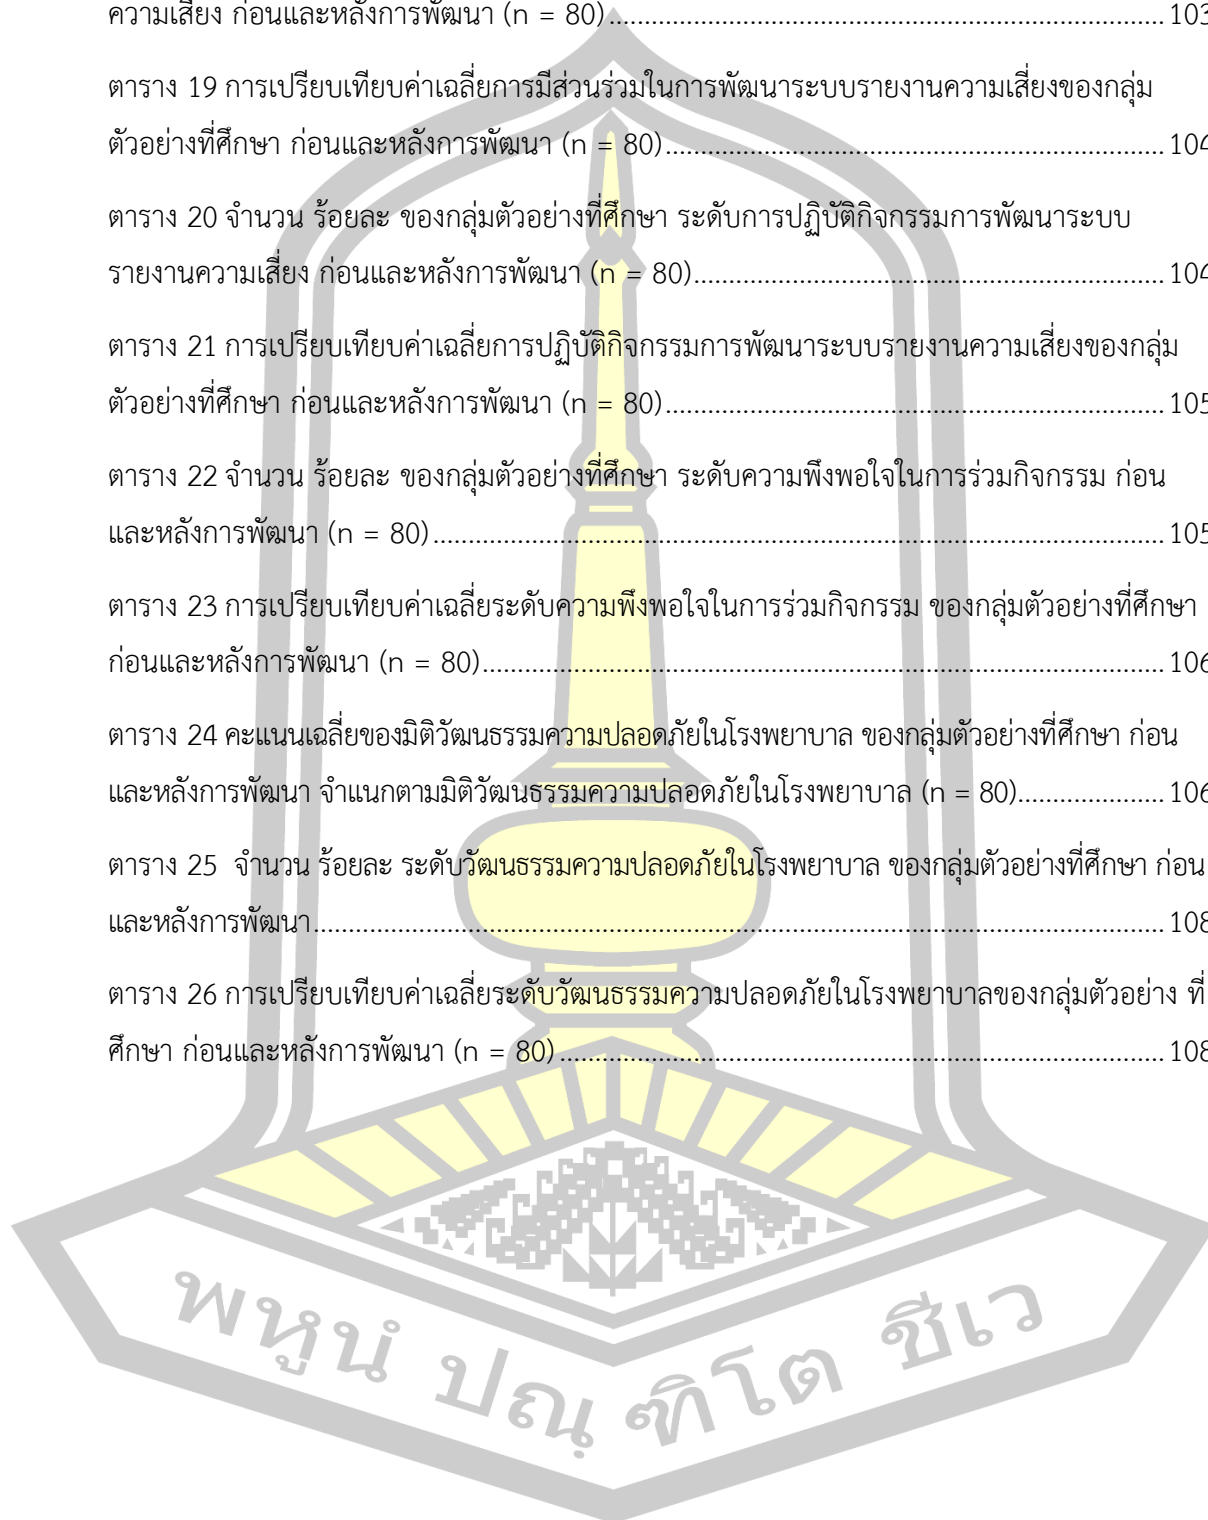 ความเสี่ยง ก่อนและหลังการพัฒนา (n = 80).......... 103
ตาราง 19 การเปรียบเทียบค่าเฉลี่ยการมีส่วนร่วมในการพัฒนาระบบรายงานความเสี่ยงของกลุ่ม
ตัวอย่างที่ศึกษา ก่อนและหลังการพัฒนา (n = 80).......... 104
ตาราง 20 จำนวน ร้อยละ ของกลุ่มตัวอย่างที่ศึกษา ระดับการปฏิบัติกิจกรรมการพัฒนาระบบ
รายงานความเสี่ยง ก่อนและหลังการพัฒนา (n = 80).......... 104
ตาราง 21 การเปรียบเทียบค่าเฉลี่ยการปฏิบัติกิจกรรมการพัฒนาระบบรายงานความเสี่ยงของกลุ่ม
ตัวอย่างที่ศึกษา ก่อนและหลังการพัฒนา (n = 80).......... 105
ตาราง 22 จำนวน ร้อยละ ของกลุ่มตัวอย่างที่ศึกษา ระดับความพึงพอใจในการร่วมกิจกรรม ก่อน
และหลังการพัฒนา (n = 80).......... 105
ตาราง 23 การเปรียบเทียบค่าเฉลี่ยระดับความพึงพอใจในการร่วมกิจกรรม ของกลุ่มตัวอย่างที่ศึกษา
ก่อนและหลังการพัฒนา (n = 80).......... 106
ตาราง 24 คะแนนเฉลี่ยของมิติวัฒนธรรมความปลอดภัยในโรงพยาบาล ของกลุ่มตัวอย่างที่ศึกษา ก่อน
และหลังการพัฒนา จำแนกตามมิติวัฒนธรรมความปลอดภัยในโรงพยาบาล (n = 80).......... 106
ตาราง 25 จำนวน ร้อยละ ระดับวัฒนธรรมความปลอดภัยในโรงพยาบาล ของกลุ่มตัวอย่างที่ศึกษา ก่อน
และหลังการพัฒนา.......... 108
ตาราง 26 การเปรียบเทียบค่าเฉลี่ยระดับวัฒนธรรมความปลอดภัยในโรงพยาบาลของกลุ่มตัวอย่าง ที่
ศึกษา ก่อนและหลังการพัฒนา (n = 80).......... 108
พหูนํ ปณฺฑิโต ชีเว